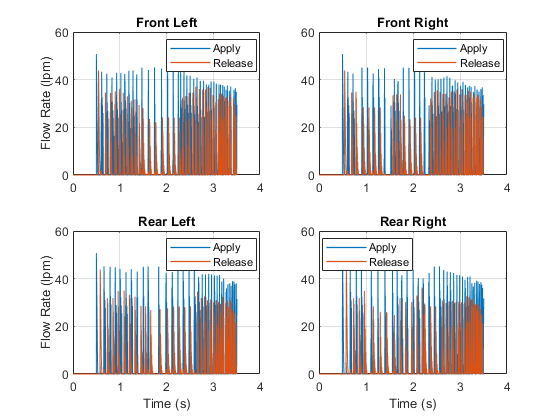 Front Left
Front Right
60
40
20
0
Flow Rate (lpm)
Apply
Release
0 1 2 3 4
60
40
20
0
Apply
Release
0 1 2 3 4
Rear Left
Rear Right
60
40
20
0
Flow Rate (lpm)
Apply
Release
0 1 2 3 4
Time (s)
60
40
20
0
Apply
Release
0 1 2 3 4
Time (s)